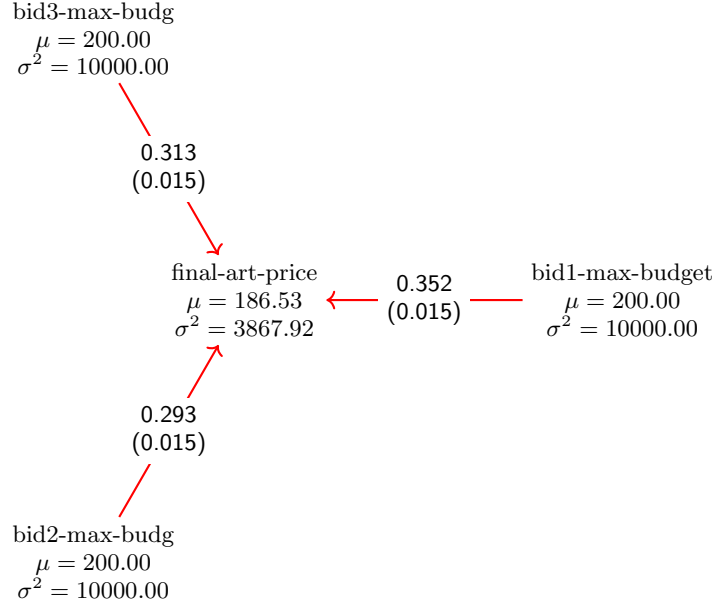 bid3-max-budg
μ = 200.00
σ² = 10000.00
0.313
(0.015)
final-art-price
μ = 186.53
σ² = 3867.92
0.352
(0.015)
bid1-max-budget
μ = 200.00
σ² = 10000.00
0.293
(0.015)
bid2-max-budg
μ = 200.00
σ² = 10000.00